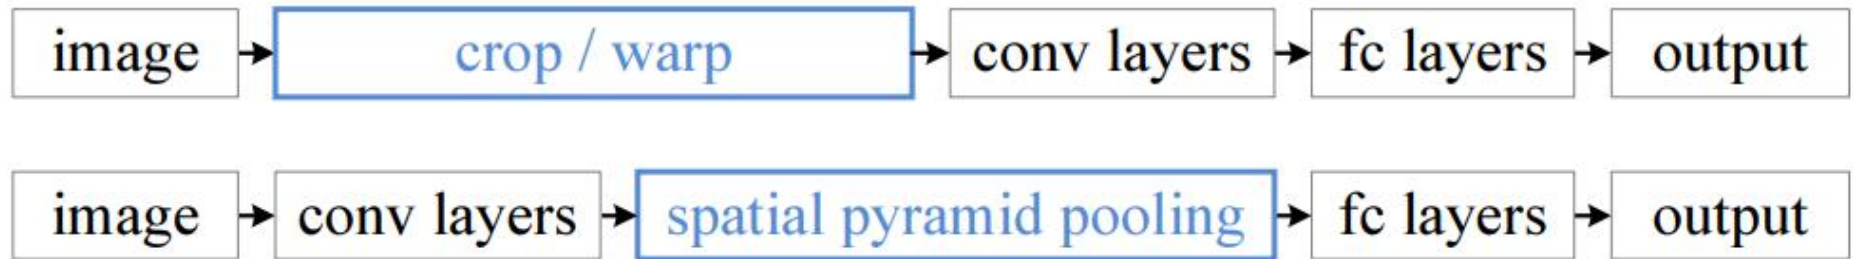 image crop / warp conv layers fc layers output
image conv layers spatial pyramid pooling fc layers output